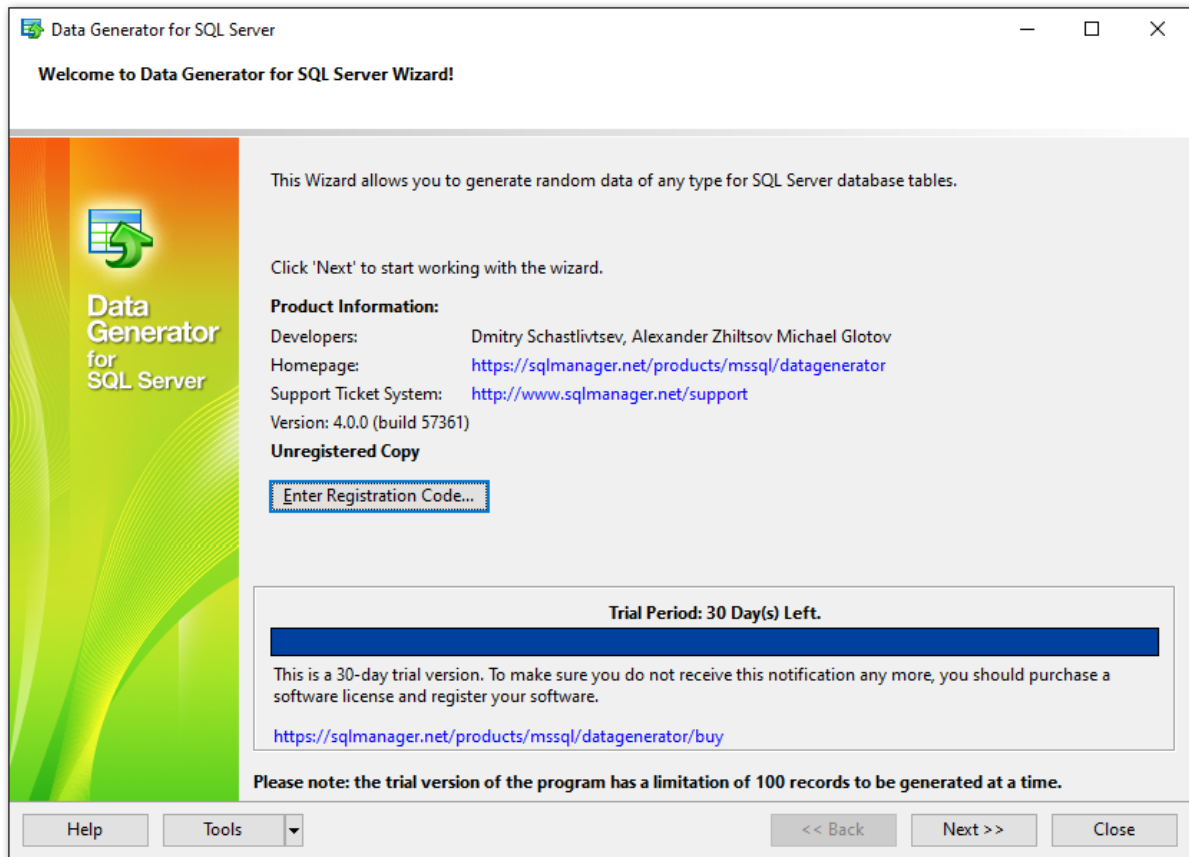 Data Generator for SQL Server
Welcome to Data Generator for SQL Server Wizard!
Data
Generator
for
SQL Server
This Wizard allows you to generate random data of any type for SQL Server database tables.
Click 'Next' to start working with the wizard.
Product Information:
Developers: Dmitry Schastlivtsev, Alexander Zhiltsov Michael Glotov
Homepage: https://sqlmanager.net/products/mssql/datagenerator
Support Ticket System: http://www.sqlmanager.net/support
Version: 4.0.0 (build 57361)
Unregistered Copy
Enter Registration Code...
Trial Period: 30 Day(s) Left.
This is a 30-day trial version. To make sure you do not receive this notification any more, you should purchase a
software license and register your software.
https://sqlmanager.net/products/mssql/datagenerator/buy
Please note: the trial version of the program has a limitation of 100 records to be generated at a time.
Help Tools << Back Next >> Close